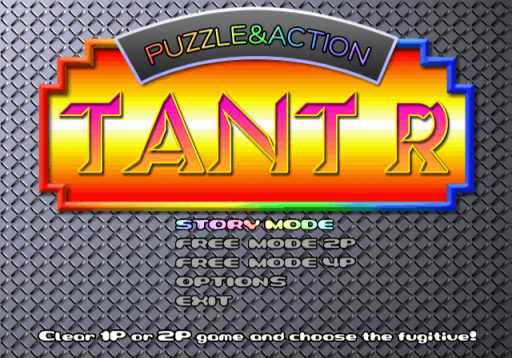 PUZZLE&ACTION
TANT R
STORY MODE
FREE MODE 2P
FREE MODE 4P
OPTIONS
EXIT
Clear 1P or 2P game and choose the fugitive!